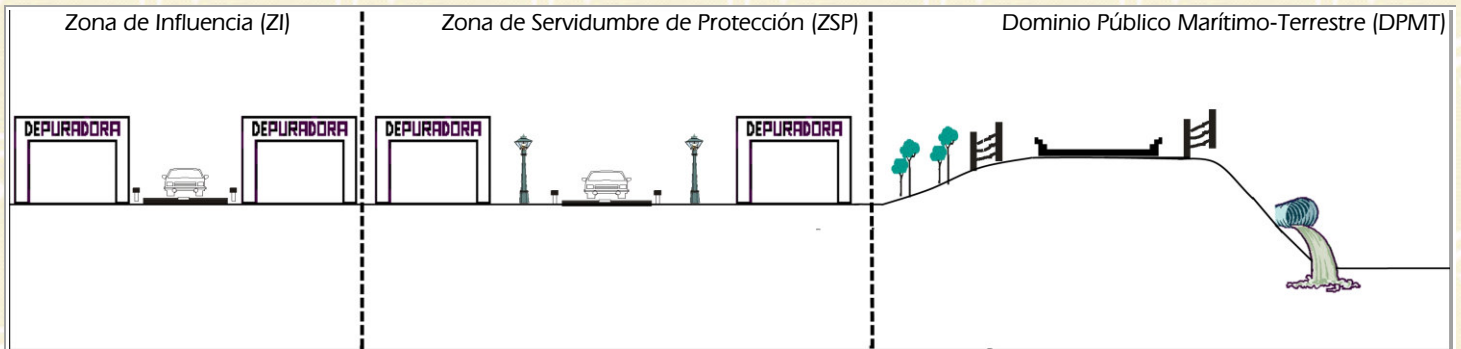 Zona de Influencia (ZI)
Zona de Servidumbre de Protección (ZSP)
Dominio Público Marítimo-Terrestre (DPMT)
DEPURADORA
DEPURADORA
DEPURADORA
DEPURADORA